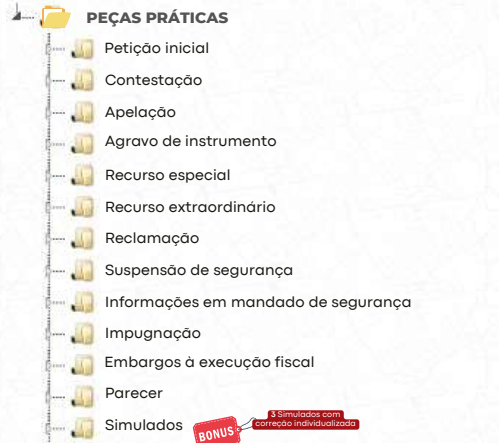 PEÇAS PRÁTICAS
Petição inicial
Contestação
Apelação
Agravo de instrumento
Recurso especial
Recurso extraordinário
Reclamação
Suspensão de segurança
Informações em mandado de segurança
Impugnação
Embargos à execução fiscal
Parecer
Simulados
BONUS
3 Simulados com
correção individualizada